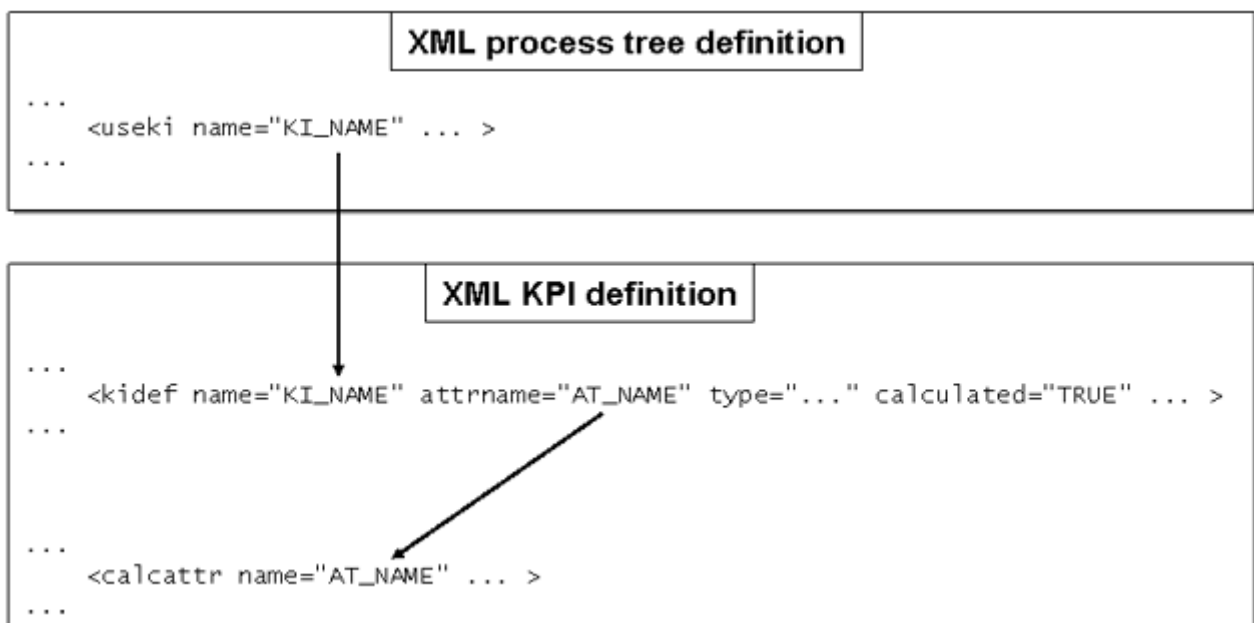 XML process tree definition
...
<useki name="KI_NAME" ... >
...
XML KPI definition
...
<kidef name="KI_NAME" attrname="AT_NAME" type="..." calculated="TRUE" ... >
...
...
<calcattr name="AT_NAME" ... >
...